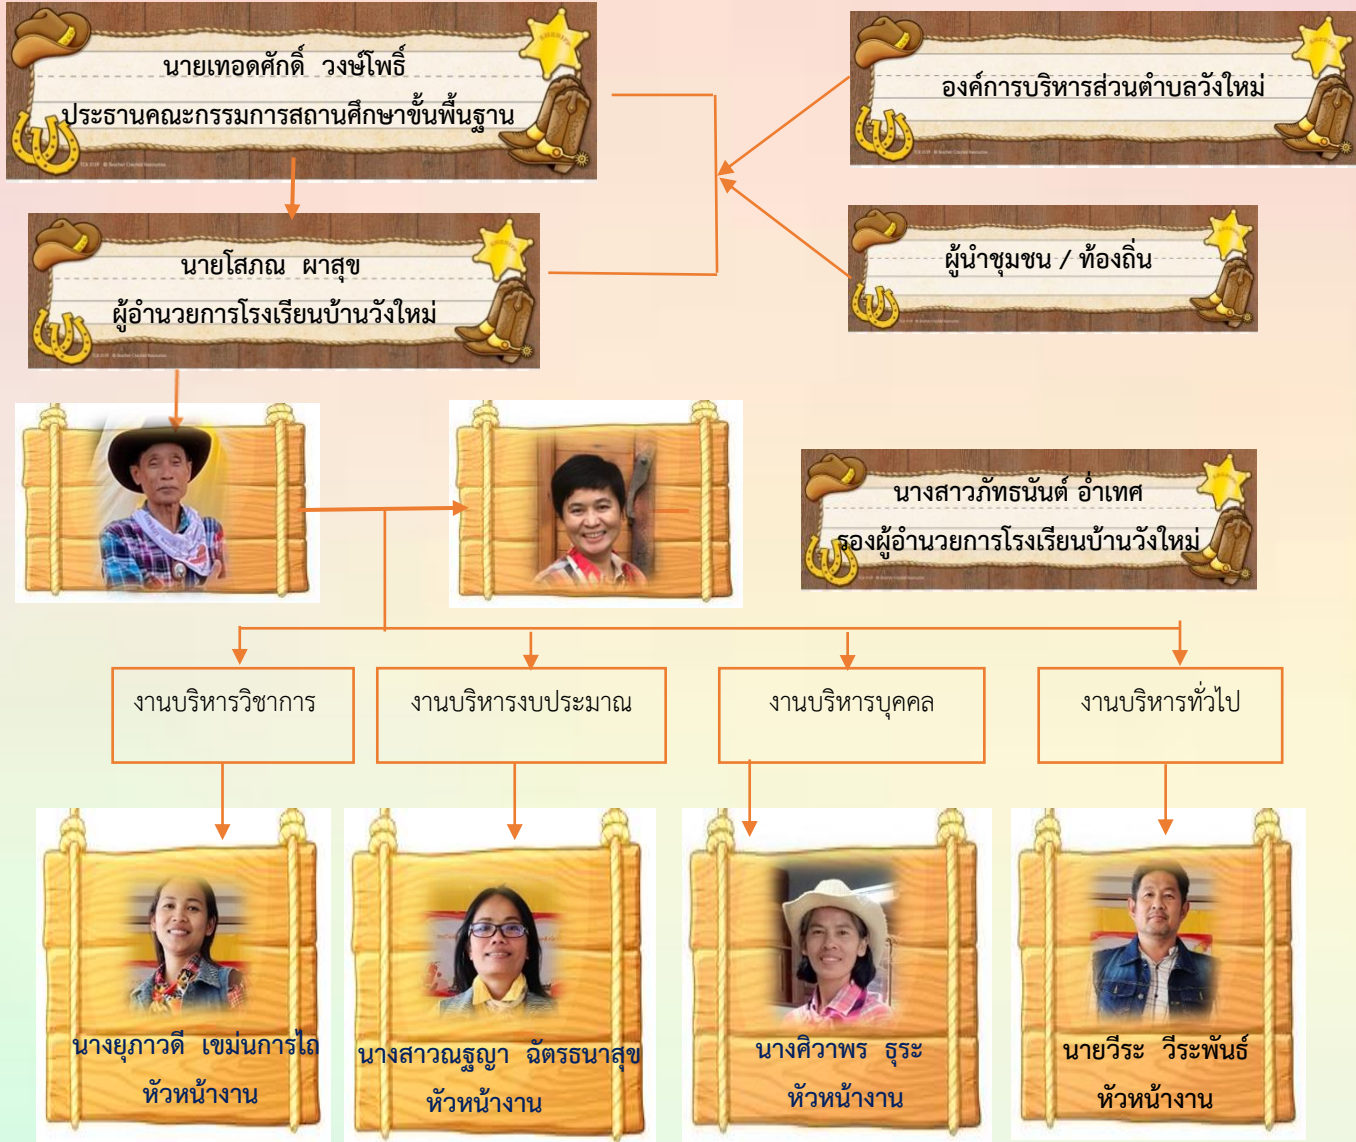 นายเทอดศักดิ์ วงษ์โพธิ์
ประธานคณะกรรมการสถานศึกษาขั้นพื้นฐาน
องค์การบริหารส่วนตำบลวังใหม่
นายโสภณ ผาสุข
ผู้อำนวยการโรงเรียนบ้านวังใหม่
ผู้นำชุมชน / ท้องถิ่น
นางสาวภัทธนันต์ อ่ำเทศ
รองผู้อำนวยการโรงเรียนบ้านวังใหม่
งานบริหารวิชาการ
งานบริหารงบประมาณ
งานบริหารบุคคล
งานบริหารทั่วไป
นางยุภาวดี เขม่นการไถ
หัวหน้างาน
นางสาวณฐญา ฉัตรธนาสุข
หัวหน้างาน
นางศิวาพร ธุระ
หัวหน้างาน
นายวีระ วีระพันธ์
หัวหน้างาน